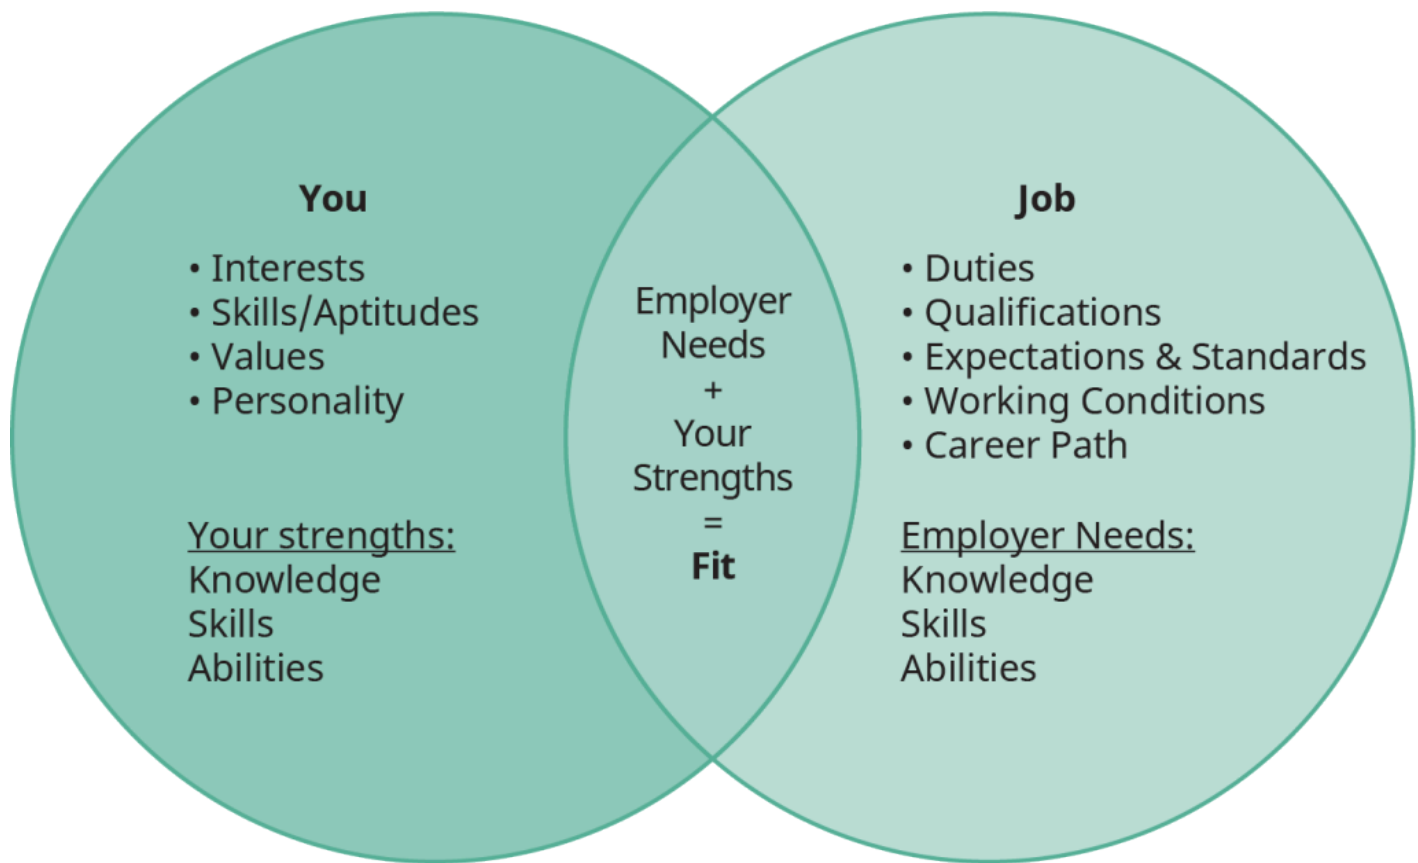 You
• Interests
• Skills/Aptitudes
• Values
• Personality
Your strengths:
Knowledge
Skills
Abilities
Employer
Needs
+
Your
Strengths
=
Fit
Job
• Duties
• Qualifications
• Expectations & Standards
• Working Conditions
• Career Path
Employer Needs:
Knowledge
Skills
Abilities